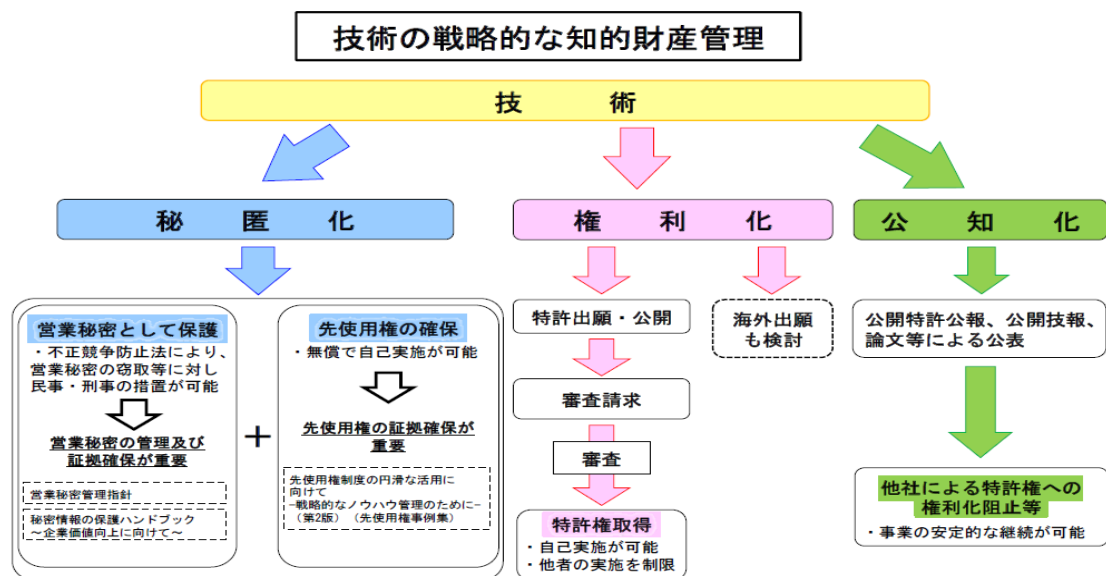 技術の戦略的な知的財産管理
技術
秘匿化
権利化
公知化
営業秘密として保護
・不正競争防止法により、
営業秘密の窃取等に対し
民事・刑事の措置が可能
営業秘密の管理及び
証拠確保が重要
営業秘密管理指針
秘密情報の保護ハンドブック
～企業価値向上に向けて～
＋
先使用権の確保
・無償で自己実施が可能
先使用権の証拠確保が
重要
先使用権制度の円滑な活用に
向けて
-戦略的なノウハウ管理のために-
（第2版）（先使用権事例集）
特許出願・公開
審査請求
審査
特許権取得
・自己実施が可能
・他者の実施を制限
海外出願
も検討
公開特許公報、公開技報、
論文等による公表
他社による特許権への
権利化阻止等
・事業の安定的な継続が可能